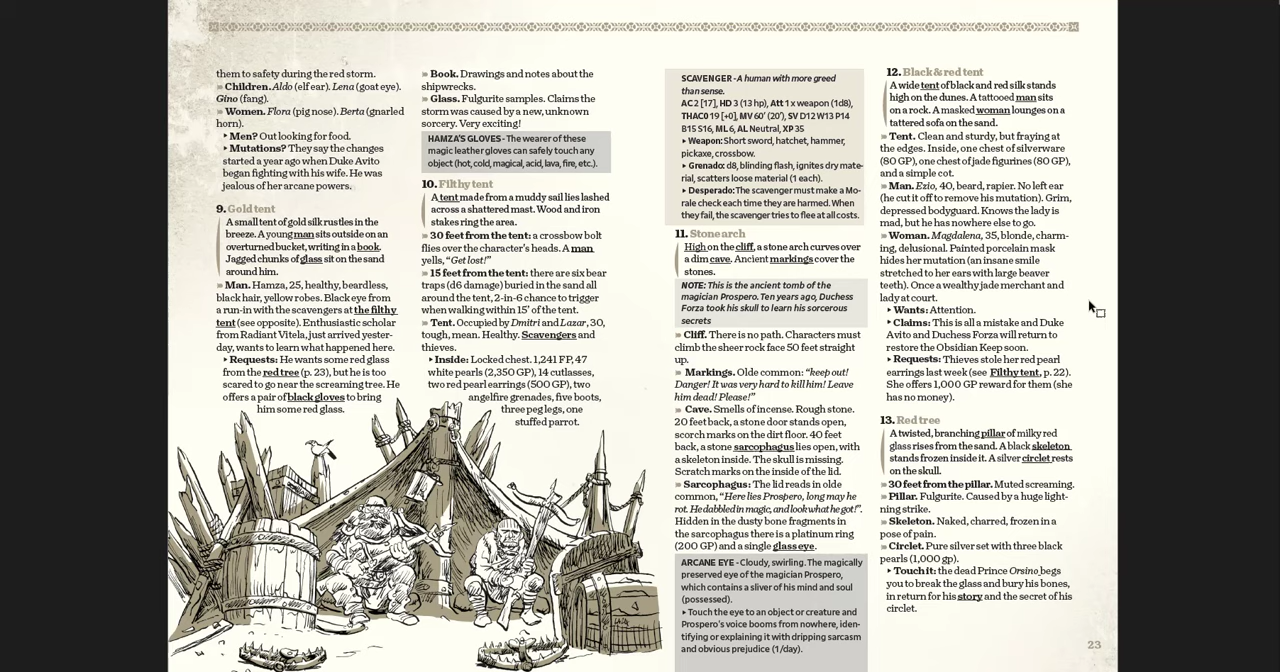 them to safety during the red storm.
» Children. Aldo (elf ear). Lena (goat eye).
Gino (fang).
» Women. Flora (pig nose). Berta (gnarled
horn).
‣ Men? Out looking for food.
‣ Mutations? They say the changes
started a year ago when Duke Avito
began fighting with his wife. He was
jealous of her arcane powers.
9. Gold tent
A small tent of gold silk rustles in the
breeze. A young man sits outside on an
overturned bucket, writing in a book.
Jagged chunks of glass sit on the sand
around him.
» Man. Hamza, 25, healthy, beardless,
black hair, yellow robes. Black eye from
a run-in with the scavengers at the filthy
tent (see opposite). Enthusiastic scholar
from Radiant Vitela, just arrived yester-
day, wants to learn what happened here.
‣ Requests: He wants some red glass
from the red tree (p. 23), but he is too
scared to go near the screaming tree. He
offers a pair of black gloves to bring
him some red glass.
» Book. Drawings and notes about the
shipwrecks.
» Glass. Fulgurite samples. Claims the
storm was caused by a new, unknown
sorcery. Very exciting!
HAMZA'S GLOVES - The wearer of these
magic leather gloves can safely touch any
object (hot, cold, magical, acid, lava, fire, etc.).
10. Filthy tent
A tent made from a muddy sail lies lashed
across a shattered mast. Wood and iron
stakes ring the area.
» 30 feet from the tent: a crossbow bolt
flies over the character's heads. A man
yells, “Get lost!”
» 15 feet from the tent: there are six bear
traps (d6 damage) buried in the sand all
around the tent, 2-in-6 chance to trigger
when walking within 15' of the tent.
» Tent. Occupied by Dmitri and Lazar, 30,
tough, mean. Healthy. Scavengers and
thieves.
‣ Inside: Locked chest. 1,241 FP, 47
white pearls (2,350 GP), 14 cutlasses,
two red pearl earrings (500 GP), two
angelfire grenades, five boots,
three peg legs, one
stuffed parrot.
SCAVENGER - A human with more greed
than sense.
AC 2 [17], HD 3 (13 hp), Att 1 x weapon (1d8),
THAC0 19 [+0], MV 60' (20'), SV D12 W13 P14
B15 S16, ML 6, AL Neutral, XP 35
‣ Weapon: Short sword, hatchet, hammer,
pickaxe, crossbow.
‣ Grenado: d8, blinding flash, ignites dry mate-
rial, scatters loose material (1 each).
‣ Desperado: The scavenger must make a Mo-
rale check each time they are harmed. When
they fail, the scavenger tries to flee at all costs.
11. Stone arch
High on the cliff, a stone arch curves over
a dim cave. Ancient markings cover the
stones.
NOTE: This is the ancient tomb of the
magician Prospero. Ten years ago, Duchess
Forza took his skull to learn his sorcerous
secrets
» Cliff. There is no path. Characters must
climb the sheer rock face 50 feet straight
up.
» Markings. Olde common: “keep out!
Danger! It was very hard to kill him! Leave
him dead! Please!”
» Cave. Smells of incense. Rough stone.
20 feet back, a stone door stands open,
scorch marks on the dirt floor. 40 feet
back, a stone sarcophagus lies open, with
a skeleton inside. The skull is missing.
Scratch marks on the inside of the lid.
» Sarcophagus: The lid reads in olde
common, “Here lies Prospero, long may he
rot. He dabbled in magic, and look what he got!”.
Hidden in the dusty bone fragments in
the sarcophagus there is a platinum ring
(200 GP) and a single glass eye.
ARCANE EYE - Cloudy, swirling. The magically
preserved eye of the magician Prospero,
which contains a sliver of his mind and soul
(possessed).
‣ Touch the eye to an object or creature and
Prospero's voice booms from nowhere, iden-
tifying or explaining it with dripping sarcasm
and obvious prejudice (1/day).
12. Black & red tent
A wide tent of black and red silk stands
high on the dunes. A tattooed man sits
on a rock. A masked woman lounges on a
tattered sofa on the sand.
» Tent. Clean and sturdy, but fraying at
the edges. Inside, one chest of silverware
(80 GP), one chest of jade figurines (80 GP),
and a simple cot.
» Man. Ezio, 40, beard, rapier. No left ear
(he cut it off to remove his mutation). Grim,
depressed bodyguard. Knows the lady is
mad, but he has nowhere else to go.
» Woman. Magdalena, 35, blonde, charm-
ing, delusional. Painted porcelain mask
hides her mutation (an insane smile
stretched to her ears with large beaver
teeth). Once a wealthy jade merchant and
lady at court.
‣ Wants: Attention.
‣ Claims: This is all a mistake and Duke
Avito and Duchess Forza will return to
restore the Obsidian Keep soon.
‣ Requests: Thieves stole her red pearl
earrings last week (see Filthy tent, p. 22).
She offers 1,000 GP reward for them (she
has no money).
13. Red tree
A twisted, branching pillar of milky red
glass rises from the sand. A black skeleton
stands frozen inside it. A silver circlet rests
on the skull.
» 30 feet from the pillar. Muted screaming.
» Pillar. Fulgurite. Caused by a huge light-
ning strike.
» Skeleton. Naked, charred, frozen in a
pose of pain.
» Circlet. Pure silver set with three black
pearls (1,000 gp).
‣ Touch it: the dead Prince Orsino begs
you to break the glass and bury his bones,
in return for his story and the secret of his
circlet.
23